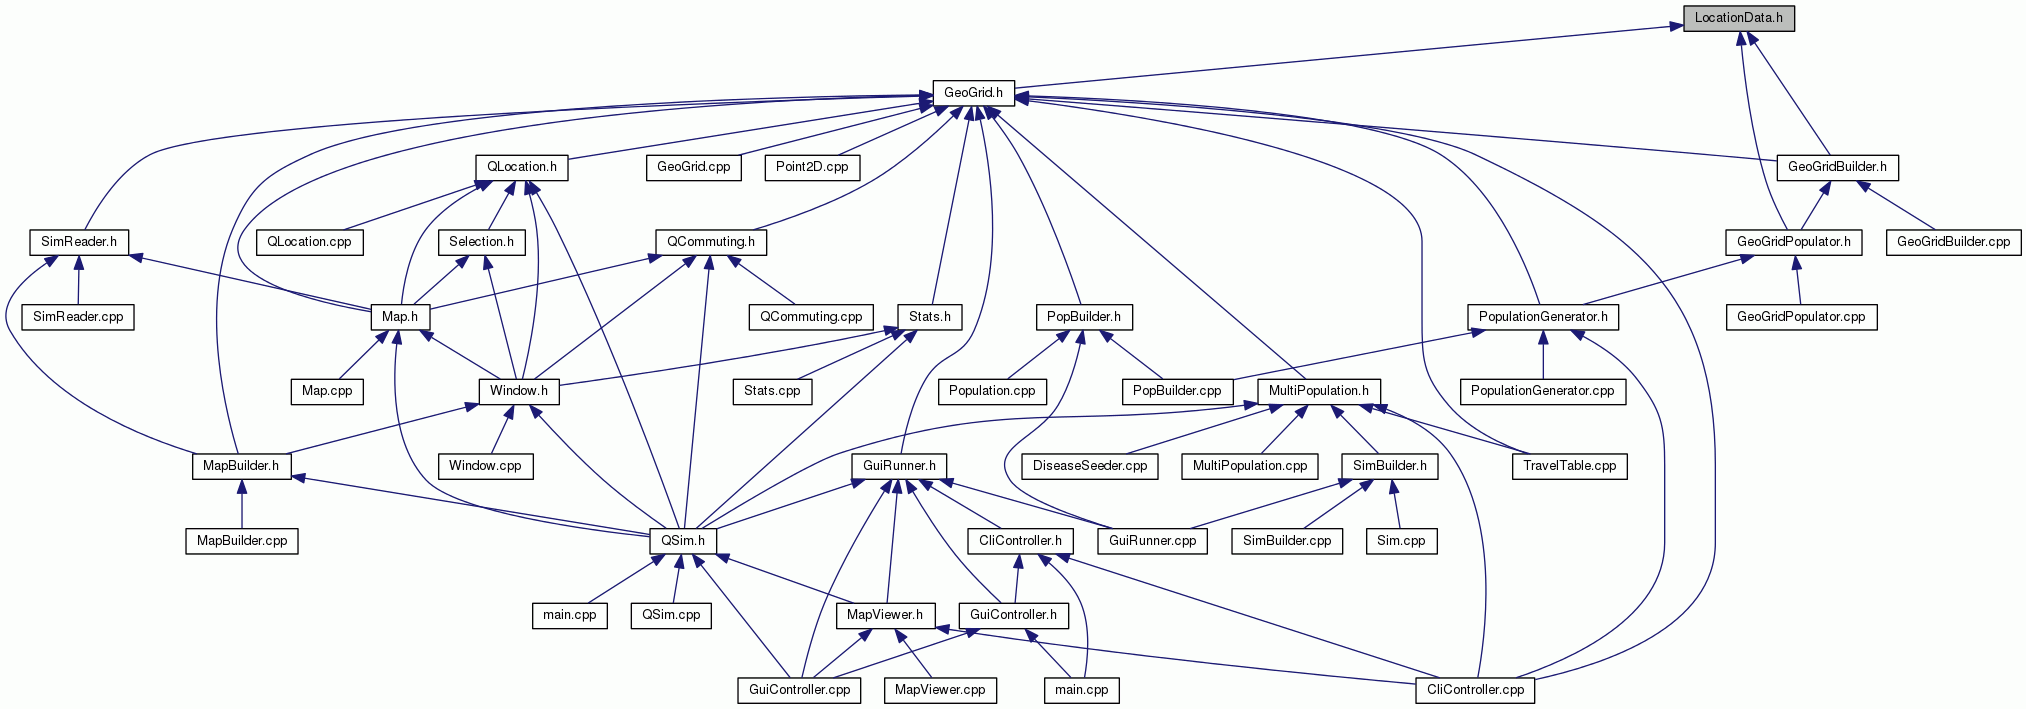 LocationData.h
GeoGrid.h
QLocation.h
GeoGrid.cpp
Point2D.cpp
GeoGridBuilder.h
SimReader.h
QLocation.cpp
Selection.h
QCommuting.h
GeoGridPopulator.h
GeoGridBuilder.cpp
SimReader.cpp
Map.h
QCommuting.cpp
Stats.h
PopBuilder.h
PopulationGenerator.h
GeoGridPopulator.cpp
Map.cpp
Window.h
Stats.cpp
Population.cpp
PopBuilder.cpp
MultiPopulation.h
PopulationGenerator.cpp
MapBuilder.h
Window.cpp
GuiRunner.h
DiseaseSeeder.cpp
MultiPopulation.cpp
SimBuilder.h
TravelTable.cpp
MapBuilder.cpp
QSim.h
CliController.h
GuiRunner.cpp
SimBuilder.cpp
Sim.cpp
main.cpp
QSim.cpp
MapViewer.h
GuiController.h
GuiController.cpp
MapViewer.cpp
main.cpp
CliController.cpp